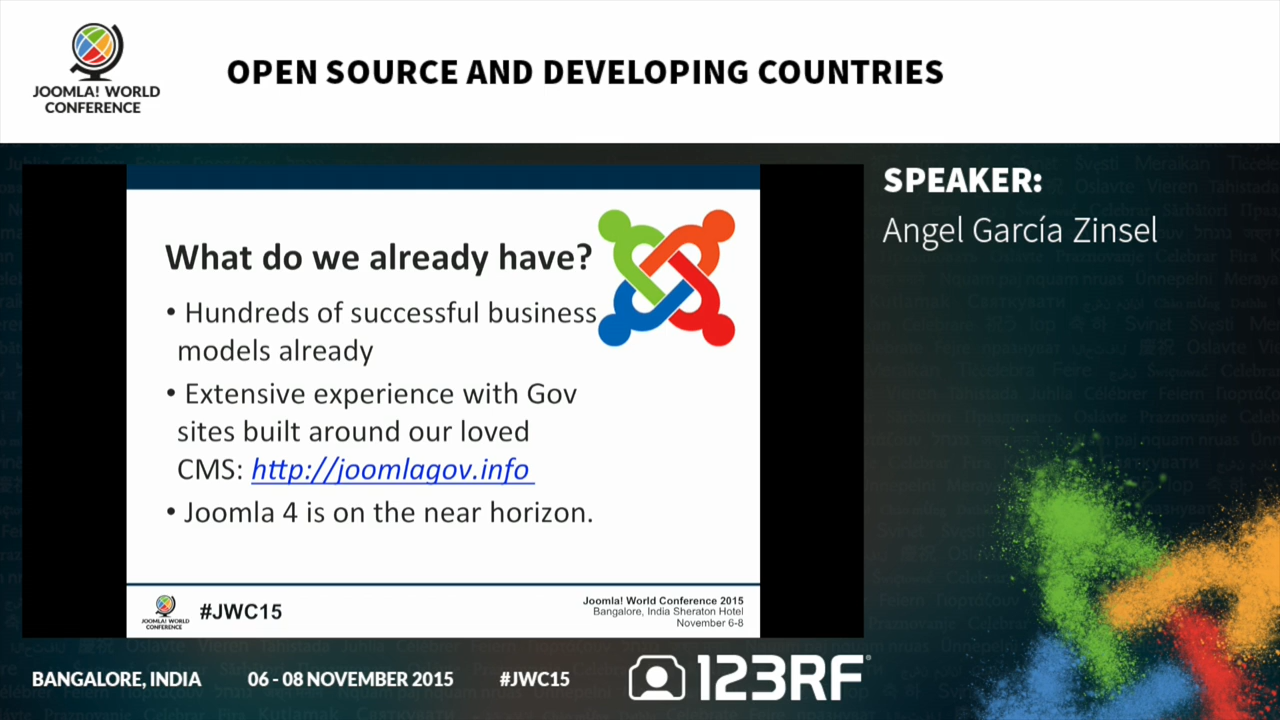 JOOMLA! WORLD
CONFERENCE
OPEN SOURCE AND DEVELOPING COUNTRIES
SPEAKER:
Angel García Zinsel
What do we already have?
• Hundreds of successful business
models already
• Extensive experience with Gov
sites built around our loved
CMS: http://joomlagov.info
• Joomla 4 is on the near horizon.
JOOMLA! WORLD
CONFERENCE
#JWC15
Joomla! World Conference 2015
Bangalore, India Sheraton Hotel
November 6-8
BANGALORE, INDIA
06 - 08 NOVEMBER 2015
#JWC15
123RF®